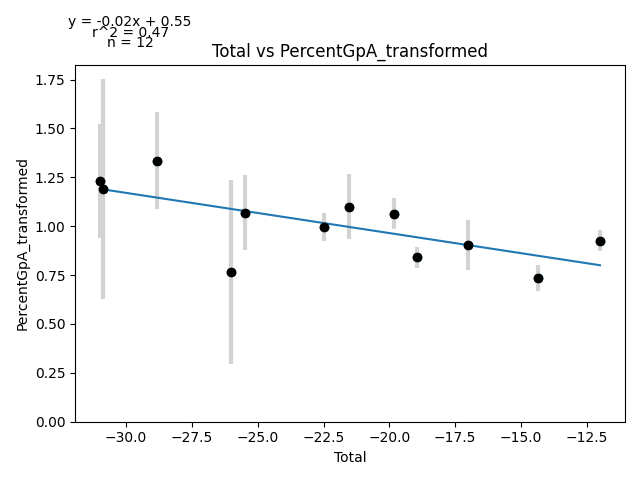 y = -0.02x + 0.55
r^2 = 0.47
n = 12
Total vs PercentGpA_transformed
PercentGpA_transformed
1.75
1.50
1.25
1.00
0.75
0.50
0.25
0.00
−30.0 −27.5 −25.0 −22.5 −20.0 −17.5 −15.0 −12.5
Total